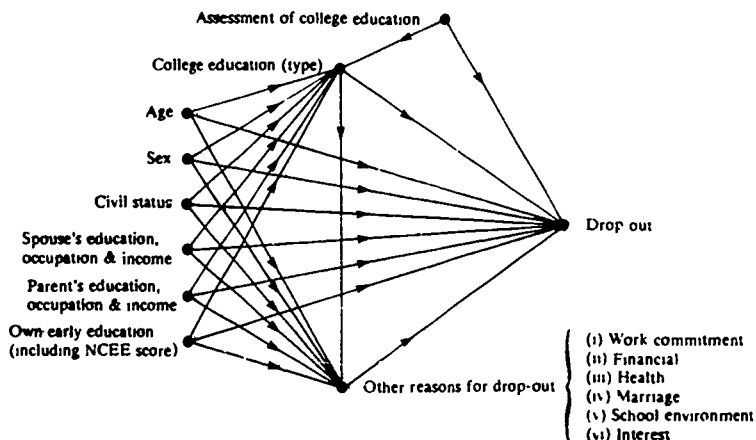 Assessment of college education
College education (type)
Age
Sex
Civil status
Spouse's education,
occupation & income
Parent's education,
occupation & income
Own early education
(including NCEE score)
Drop out
Other reasons for drop-out
(i) Work commitment
(ii) Financial
(iii) Health
(iv) Marriage
(v) School environment
(vi) Interest